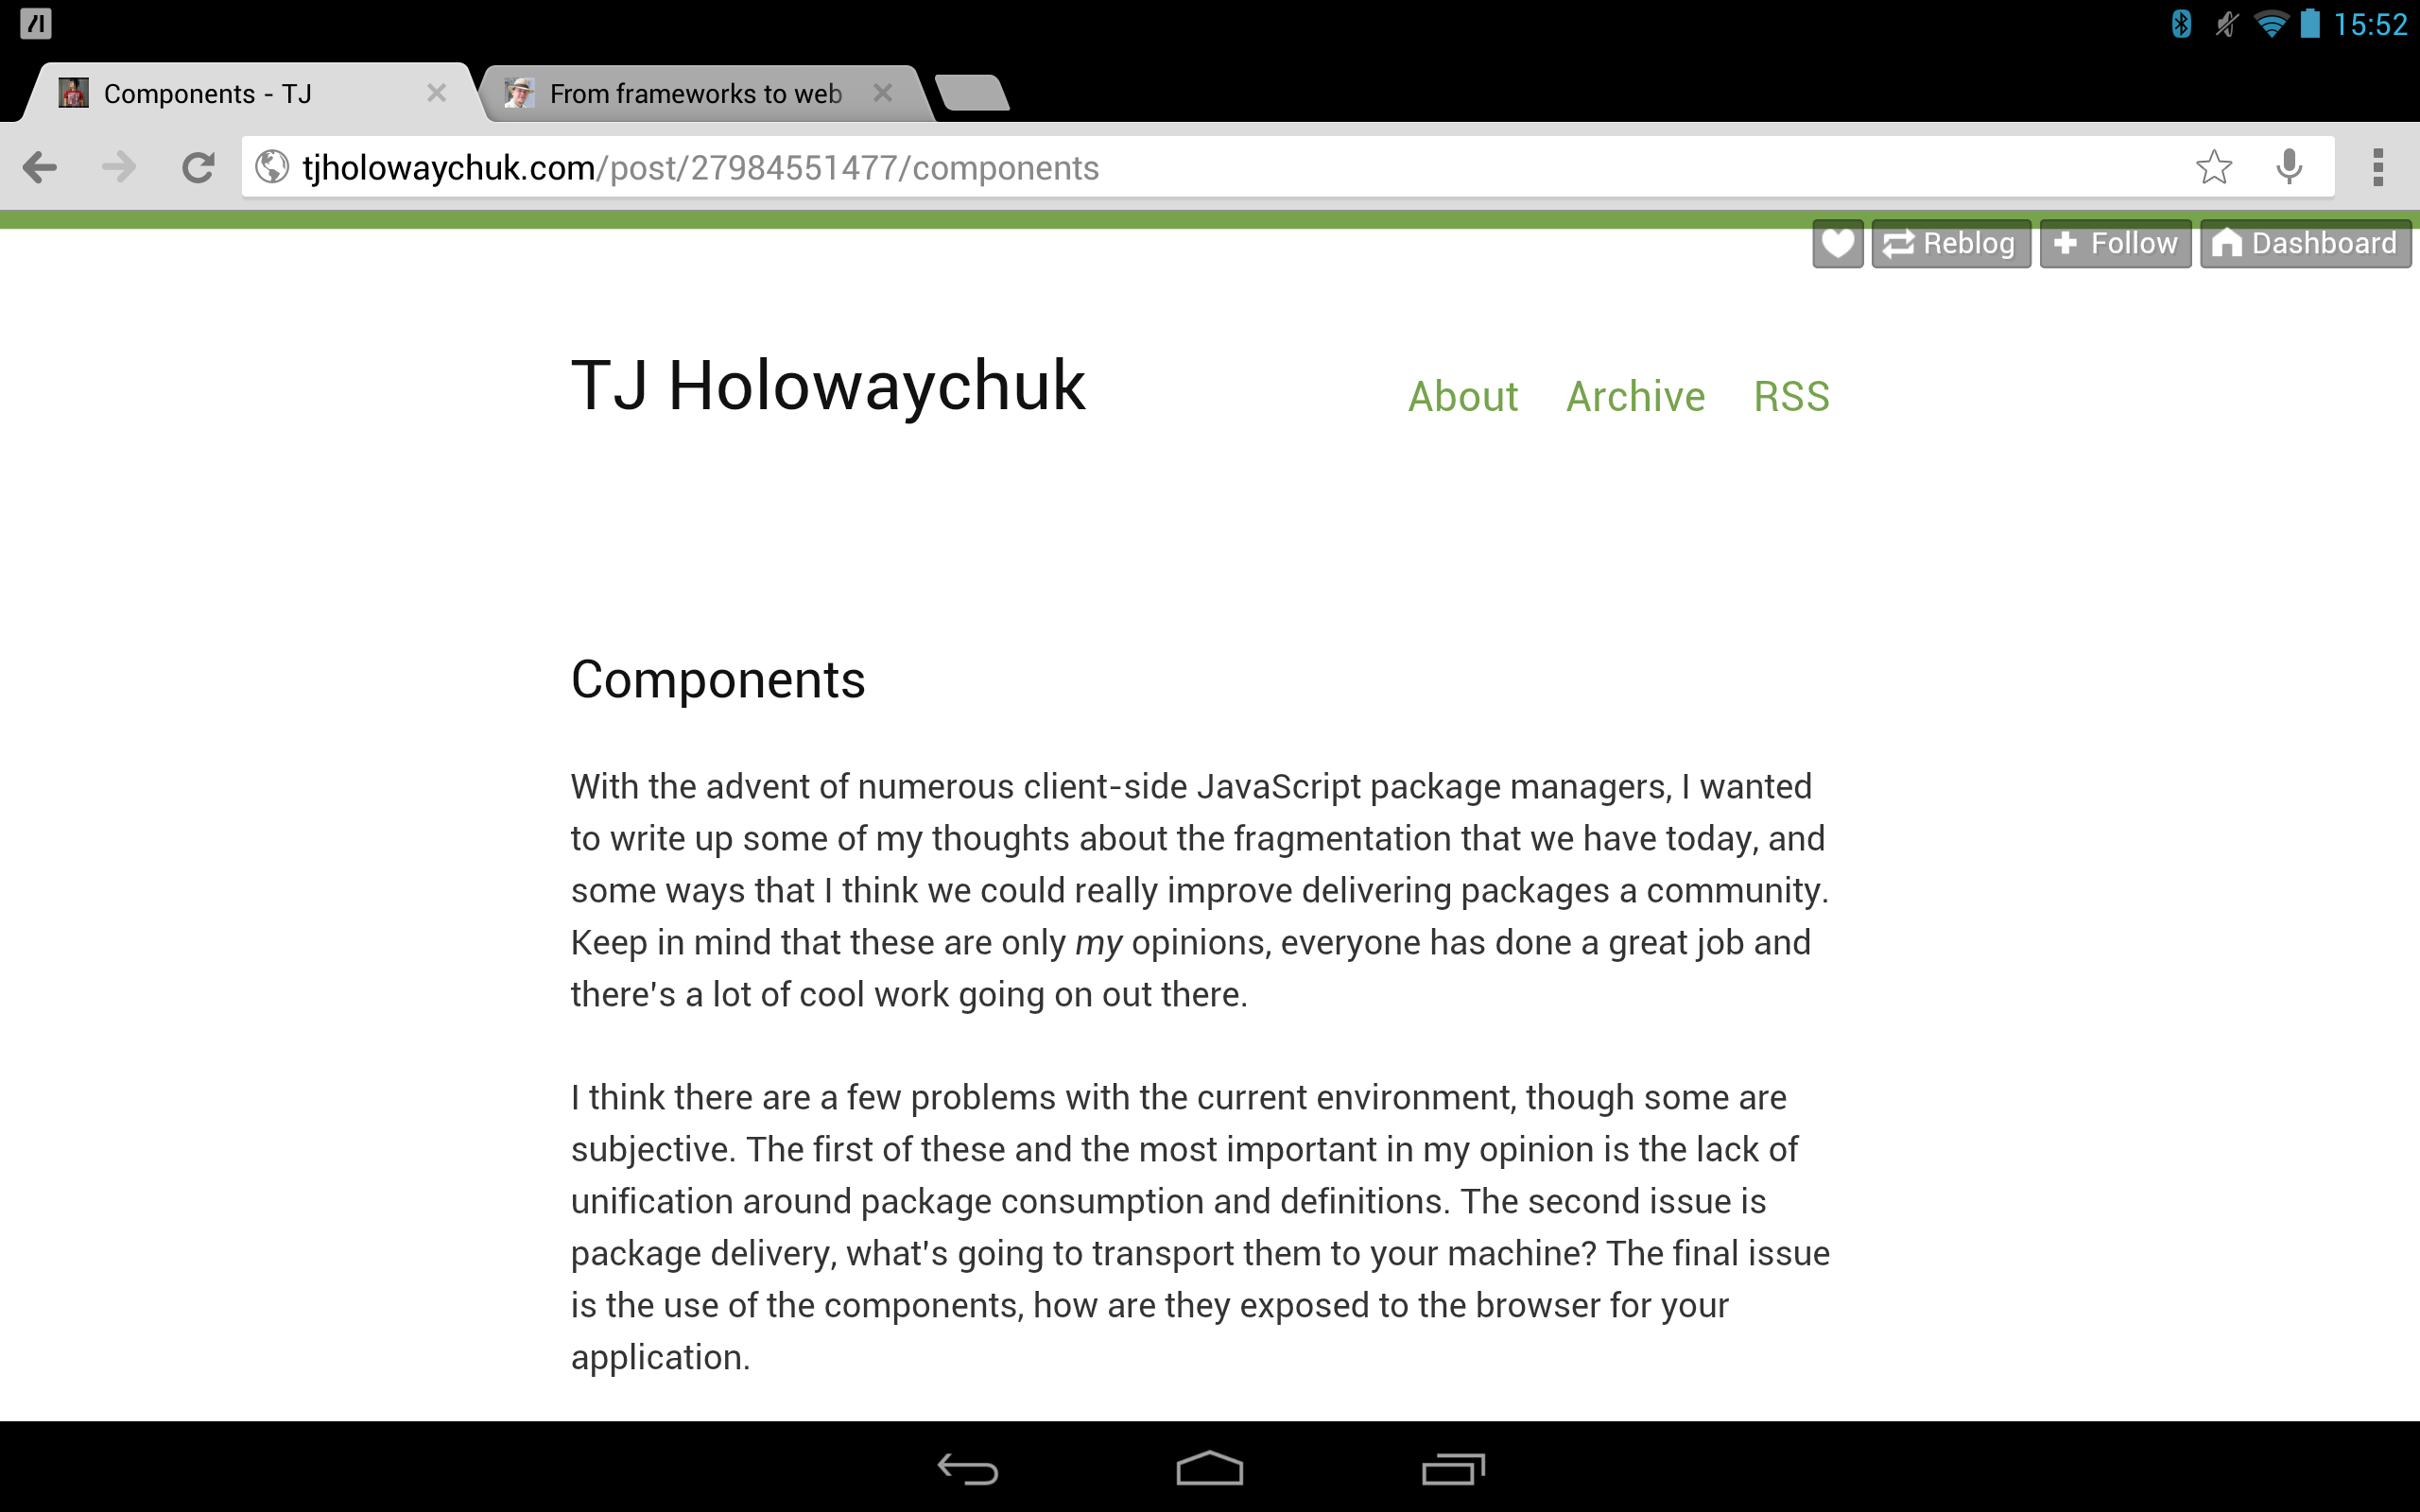 15:52
Components - TJ
From frameworks to web
tjholowaychuk.com/post/27984551477/components
Reblog
Follow
Dashboard
TJ Holowaychuk
About Archive RSS
Components
With the advent of numerous client-side JavaScript package managers, I wanted
to write up some of my thoughts about the fragmentation that we have today, and
some ways that I think we could really improve delivering packages a community.
Keep in mind that these are only my opinions, everyone has done a great job and
there's a lot of cool work going on out there.
I think there are a few problems with the current environment, though some are
subjective. The first of these and the most important in my opinion is the lack of
unification around package consumption and definitions. The second issue is
package delivery, what's going to transport them to your machine? The final issue
is the use of the components, how are they exposed to the browser for your
application.